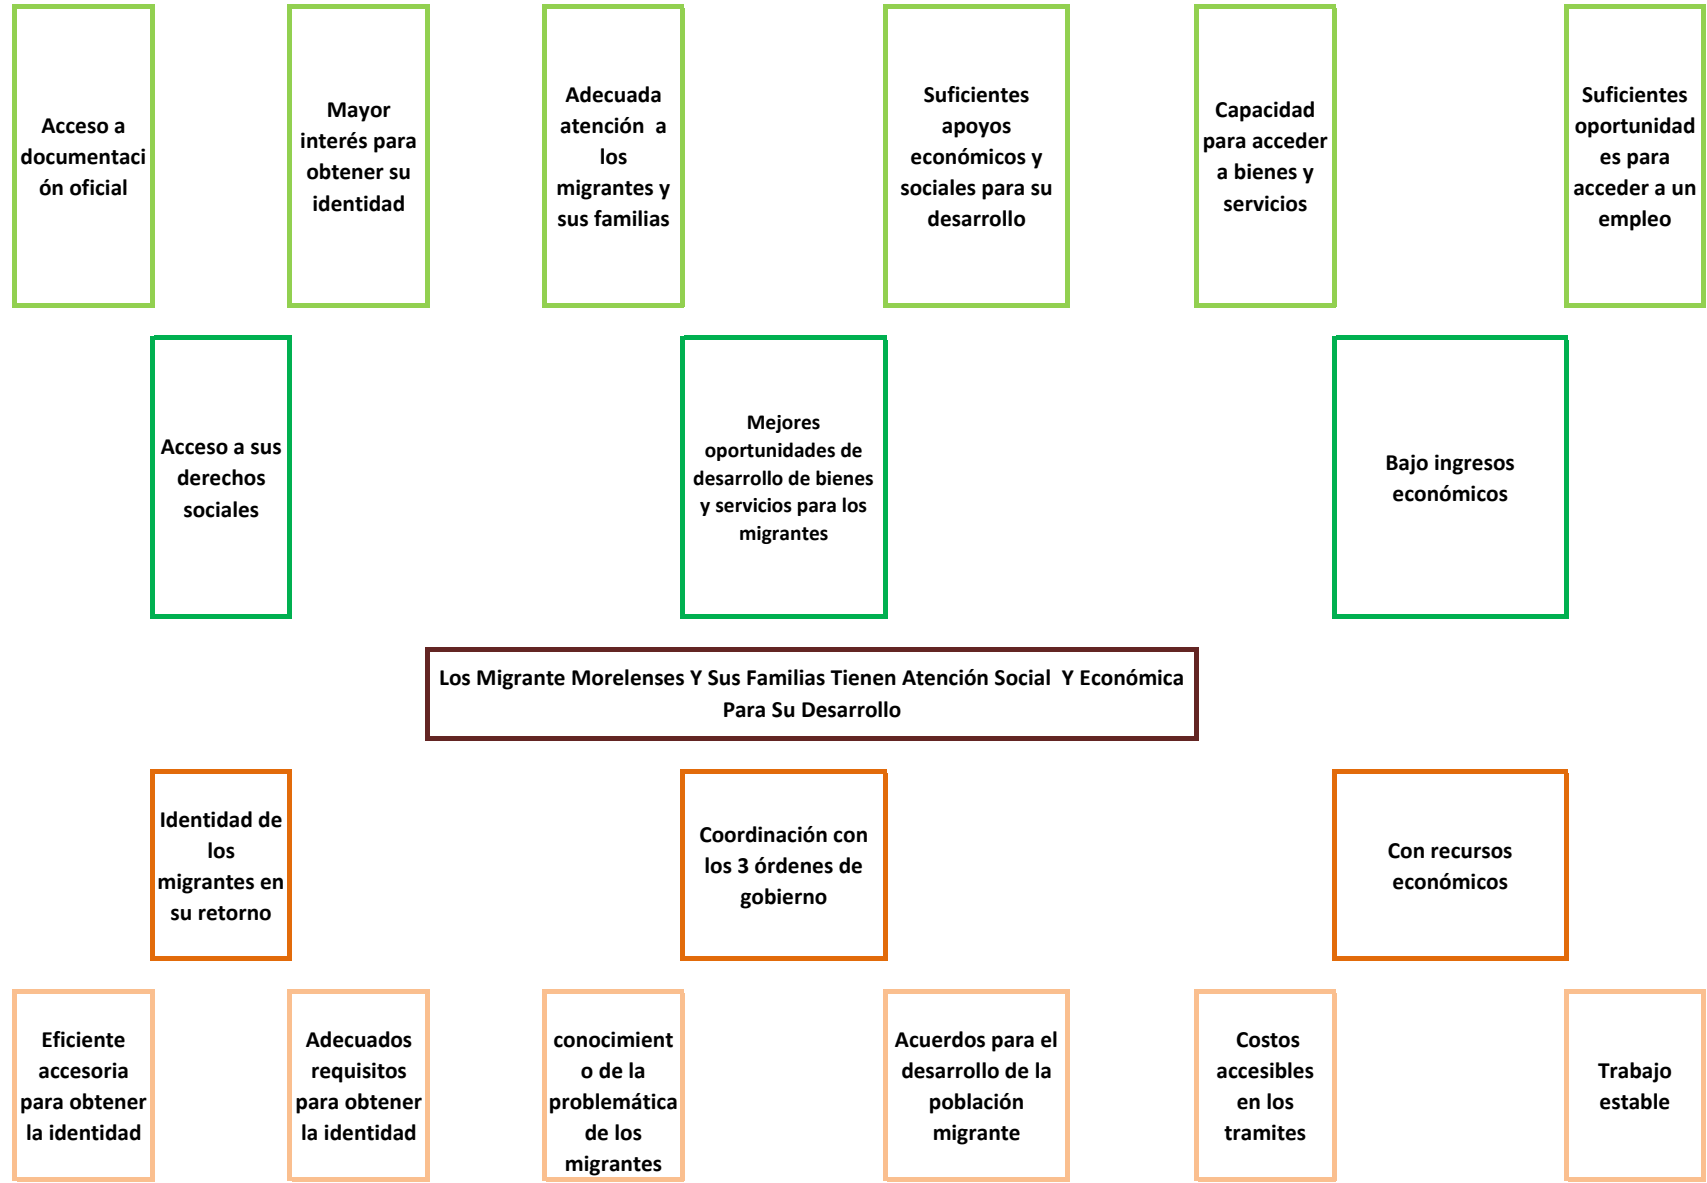 Acceso a
documentaci
ón oficial
Mayor
interés para
obtener su
identidad
Adecuada
atención  a
los
migrantes y
sus familias
Suficientes
apoyos
económicos y
sociales para su
desarrollo
Capacidad
para acceder
a bienes y
servicios
Suficientes
oportunidad
es para
acceder a un
empleo
Acceso a sus
derechos
sociales
Mejores
oportunidades de
desarrollo de bienes
y servicios para los
migrantes
Bajo ingresos
económicos
Los Migrante Morelenses Y Sus Familias Tienen Atención Social  Y Económica
Para Su Desarrollo
Identidad de
los
migrantes en
su retorno
Coordinación con
los 3 órdenes de
gobierno
Con recursos
económicos
Eficiente
accesoria
para obtener
la identidad
Adecuados
requisitos
para obtener
la identidad
conocimient
o de la
problemática
de los
migrantes
Acuerdos para el
desarrollo de la
población
migrante
Costos
accesibles
en los
tramites
Trabajo
estable